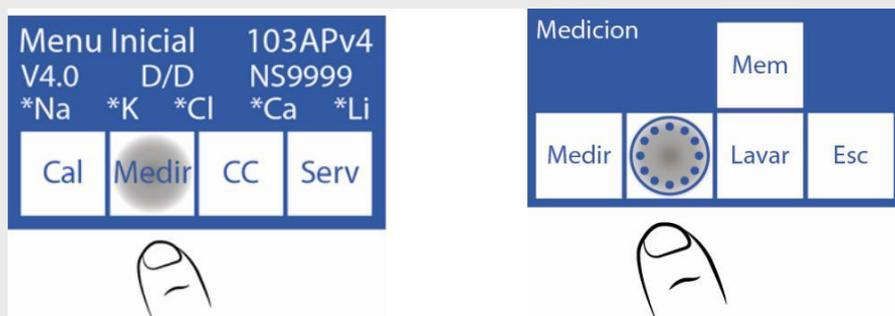 Menu Inicial 103APv4
V4.0 D/D NS9999
*Na *K *Cl *Ca *Li
Cal Medir CC Serv
Medicion
Mem
Medir Lavar Esc